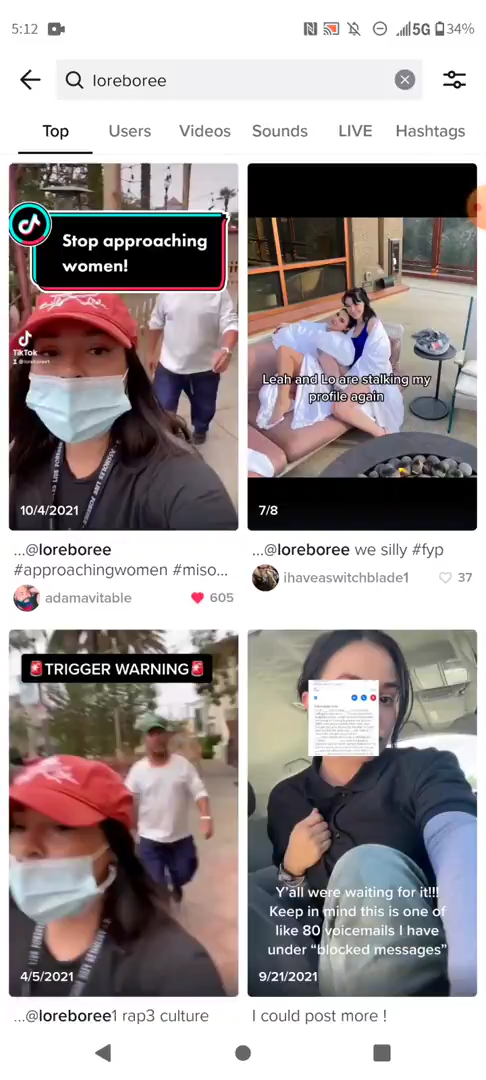 5:12
5G 34%
loreboree
Top Users Videos Sounds LIVE Hashtags
Stop approaching
women!
TikTok
10/4/2021
...@loreboree
#approachingwomen #miso...
adamavitable 605
Leah and Lo are stalking my
profile again
7/8
...@loreboree we silly #fyp
ihaveaswitchblade1 37
🚨TRIGGER WARNING🚨
4/5/2021
...@loreboree1 rap3 culture
Y'all were waiting for it!!!
Keep in mind this is one of
like 80 voicemails I have
under “blocked messages”
9/21/2021
I could post more !